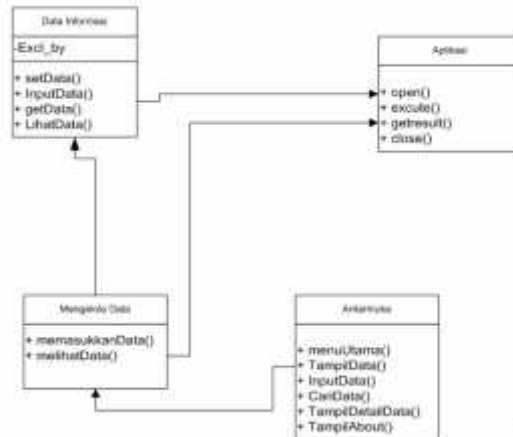 Data Informasi
-Excl_by
+ setData()
+ InputData()
+ getData()
+ LihatData()
Aplikasi
+ open()
+ excute()
+ getresult()
+ close()
Mengelola Data
+ memasukkanData()
+ melihatData()
Antarmuka
+ menuUtama()
+ TampilData()
+ InputData()
+ CariData()
+ TampilDetailData()
+ TampilAbout()